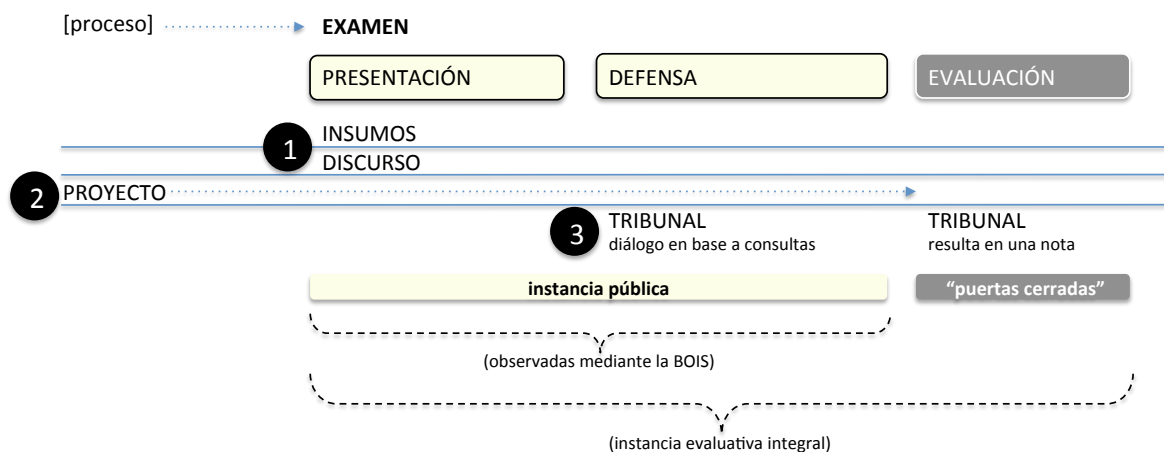 [proceso] EXAMEN
PRESENTACIÓN DEFENSA EVALUACIÓN
1 INSUMOS
DISCURSO
2 PROYECTO
3 TRIBUNAL TRIBUNAL
diálogo en base a consultas resulta en una nota
instancia pública “puertas cerradas”
(observadas mediante la BOIS)
(instancia evaluativa integral)